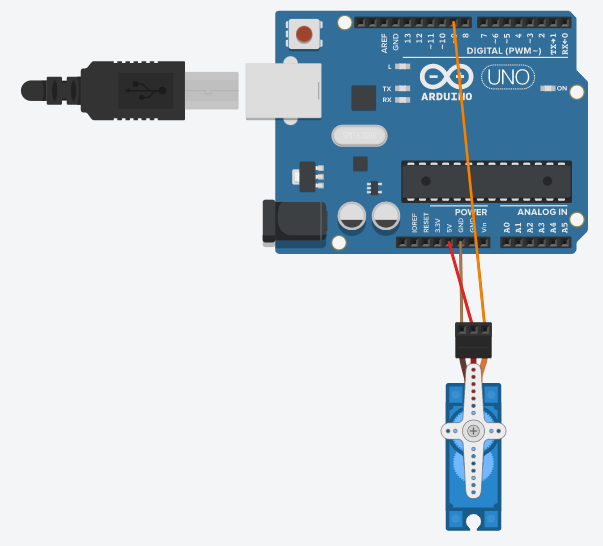 AREF
GND
13
12
~11
~10
~9
8
7
~6
~5
4
~3
2
TX→1
RX←0
DIGITAL (PWM~)
L
TX
RX
ARDUINO
UNO
ON
IOREF
RESET
3.3V
5V
GND
GND
Vin
POWER
ANALOG IN
A0
A1
A2
A3
A4
A5